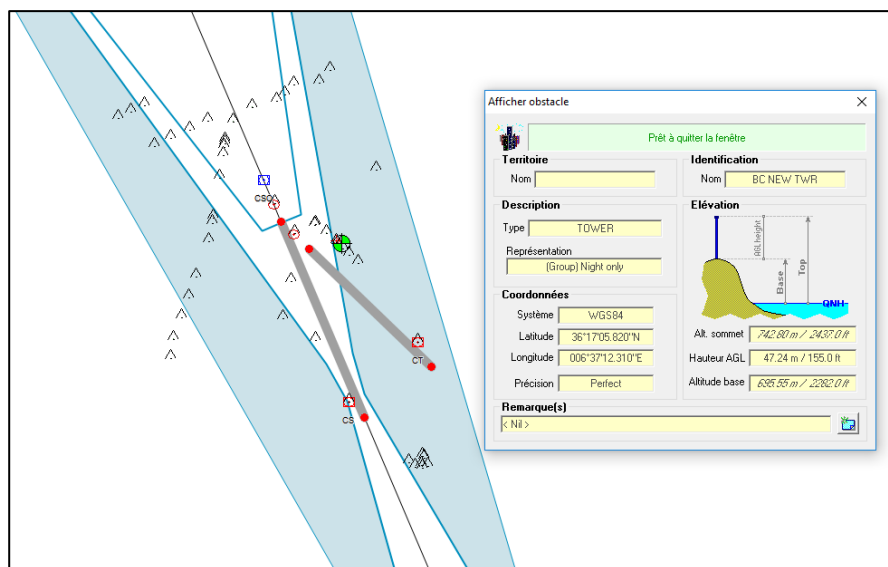 CSO
CT
CS
Afficher obstacle
Prêt à quitter la fenêtre
Territoire
Nom
Identification
Nom BC NEW TWR
Description
Type TOWER
Représentation
(Group) Night only
Elévation
AGL height
Base
Top
QNH
Coordonnées
Système WGS84
Latitude 36°17'05.820"N
Longitude 006°37'12.310"E
Précision Perfect
Alt. sommet 742.80 m / 2437.0 ft
Hauteur AGL 47.24 m / 155.0 ft
Altitude base 695.55 m / 2282.0 ft
Remarque(s)
< Nil >